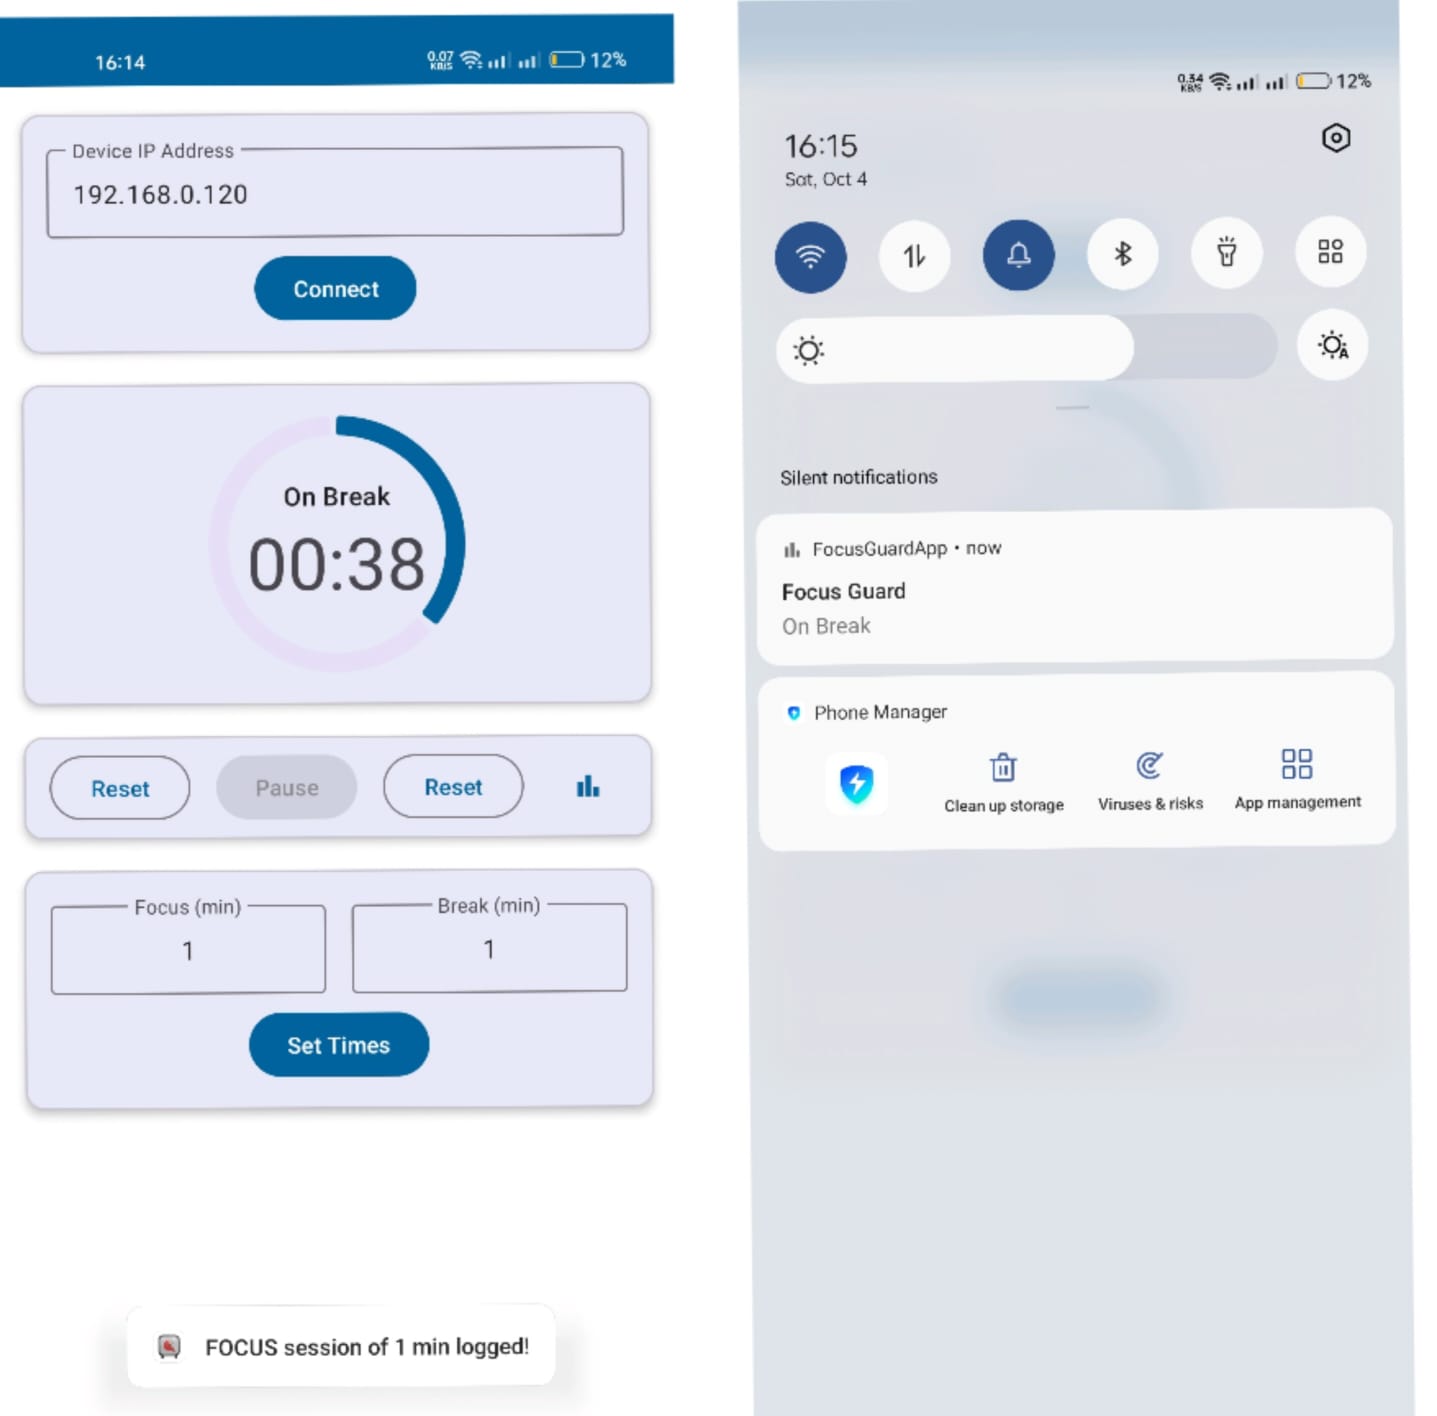 16:14
0.07
KB/S
12%
Device IP Address
192.168.0.120
Connect
On Break
00:38
Reset
Pause
Reset
Focus (min)
1
Break (min)
1
Set Times
FOCUS session of 1 min logged!
0.34
KB/S
12%
16:15
Sat, Oct 4
A
Silent notifications
FocusGuardApp • now
Focus Guard
On Break
Phone Manager
Clean up storage
Viruses & risks
App management